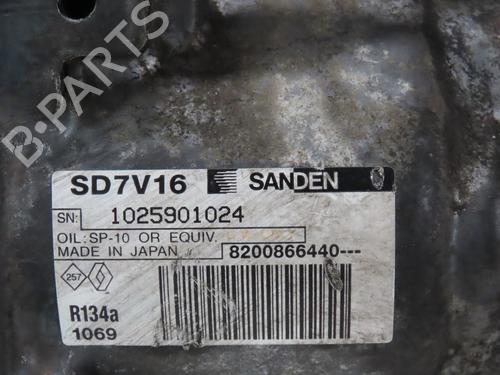 B-PARTS
SD7V16 SANDEN
SN: 1025901024
OIL: SP-10 OR EQUIV.
MADE IN JAPAN 8200866440---
257
R134a
1069